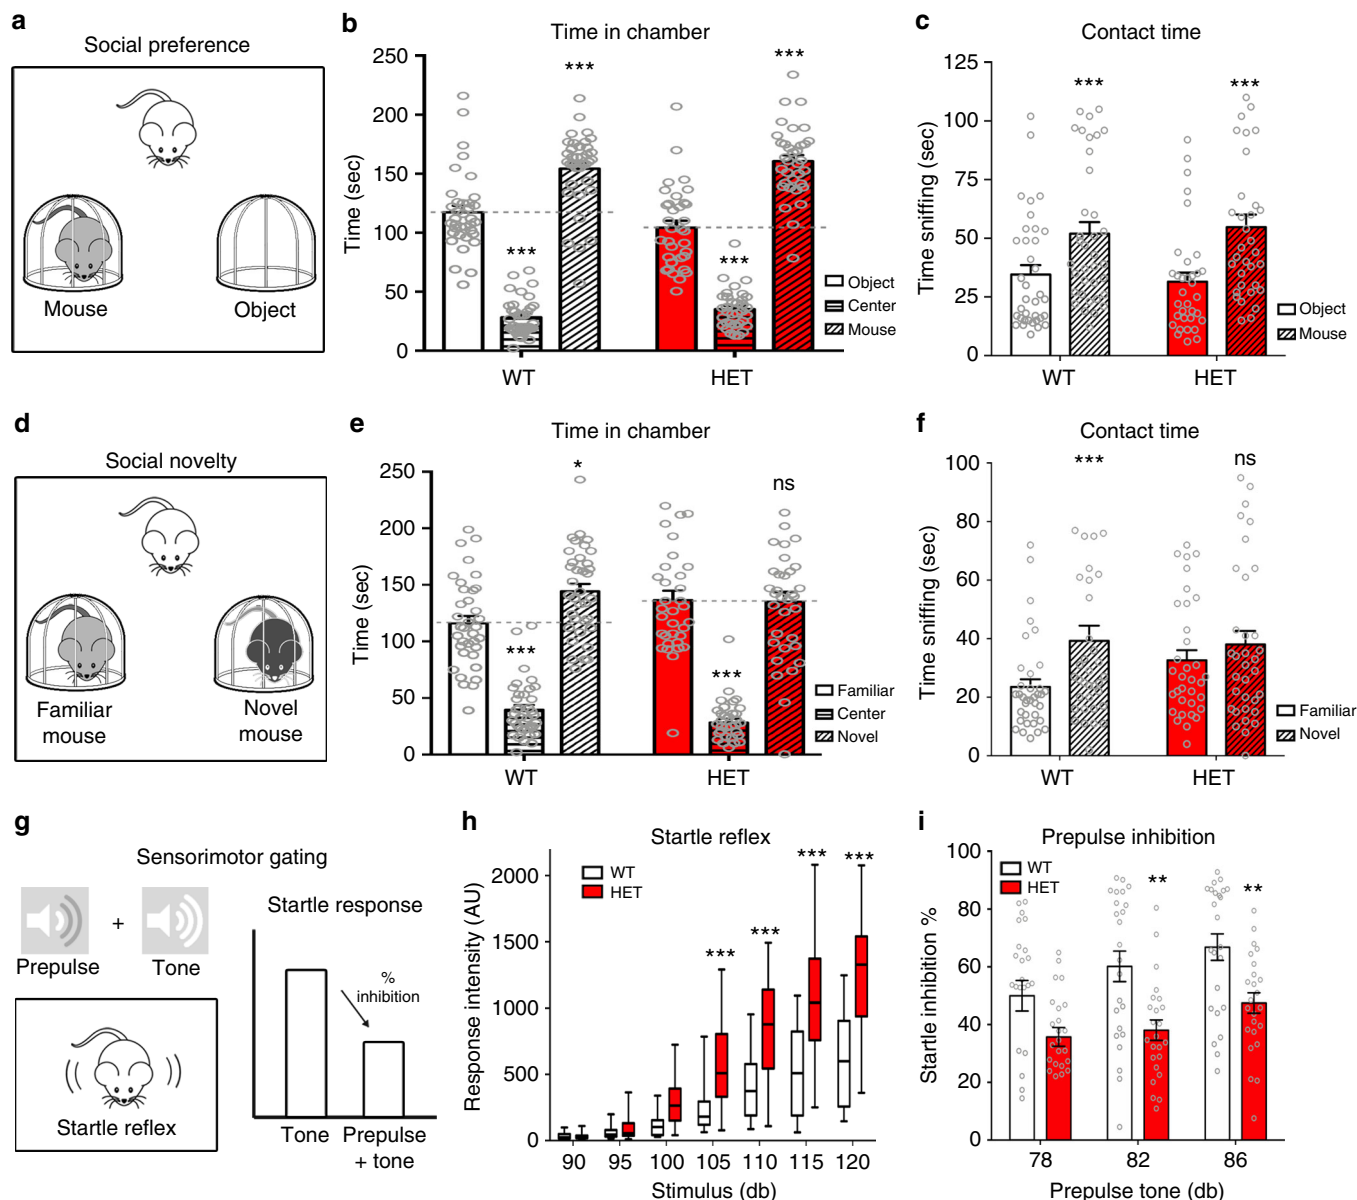 a
Social preference
Mouse
Object
b
Time in chamber
Time (sec)
250
200
150
100
50
0
***
***
***
***
Object
Center
Mouse
WT
HET
c
Contact time
Time sniffing (sec)
125
100
75
50
25
0
***
***
Object
Mouse
WT
HET
d
Social novelty
Familiar
mouse
Novel
mouse
e
Time in chamber
Time (sec)
250
200
150
100
50
0
***
*
***
ns
Familiar
Center
Novel
WT
HET
f
Contact time
Time sniffing (sec)
100
80
60
40
20
0
***
ns
Familiar
Novel
WT
HET
g
Sensorimotor gating
Prepulse
+
Tone
Startle reflex
Startle response
%
inhibition
Tone
Prepulse
+ tone
h
Startle reflex
WT
HET
Response intensity (AU)
2000
1500
1000
500
0
***
***
***
***
90 95 100 105 110 115 120
Stimulus (db)
i
Prepulse inhibition
WT
HET
Startle inhibition %
100
80
60
40
20
0
**
**
78 82 86
Prepulse tone (db)